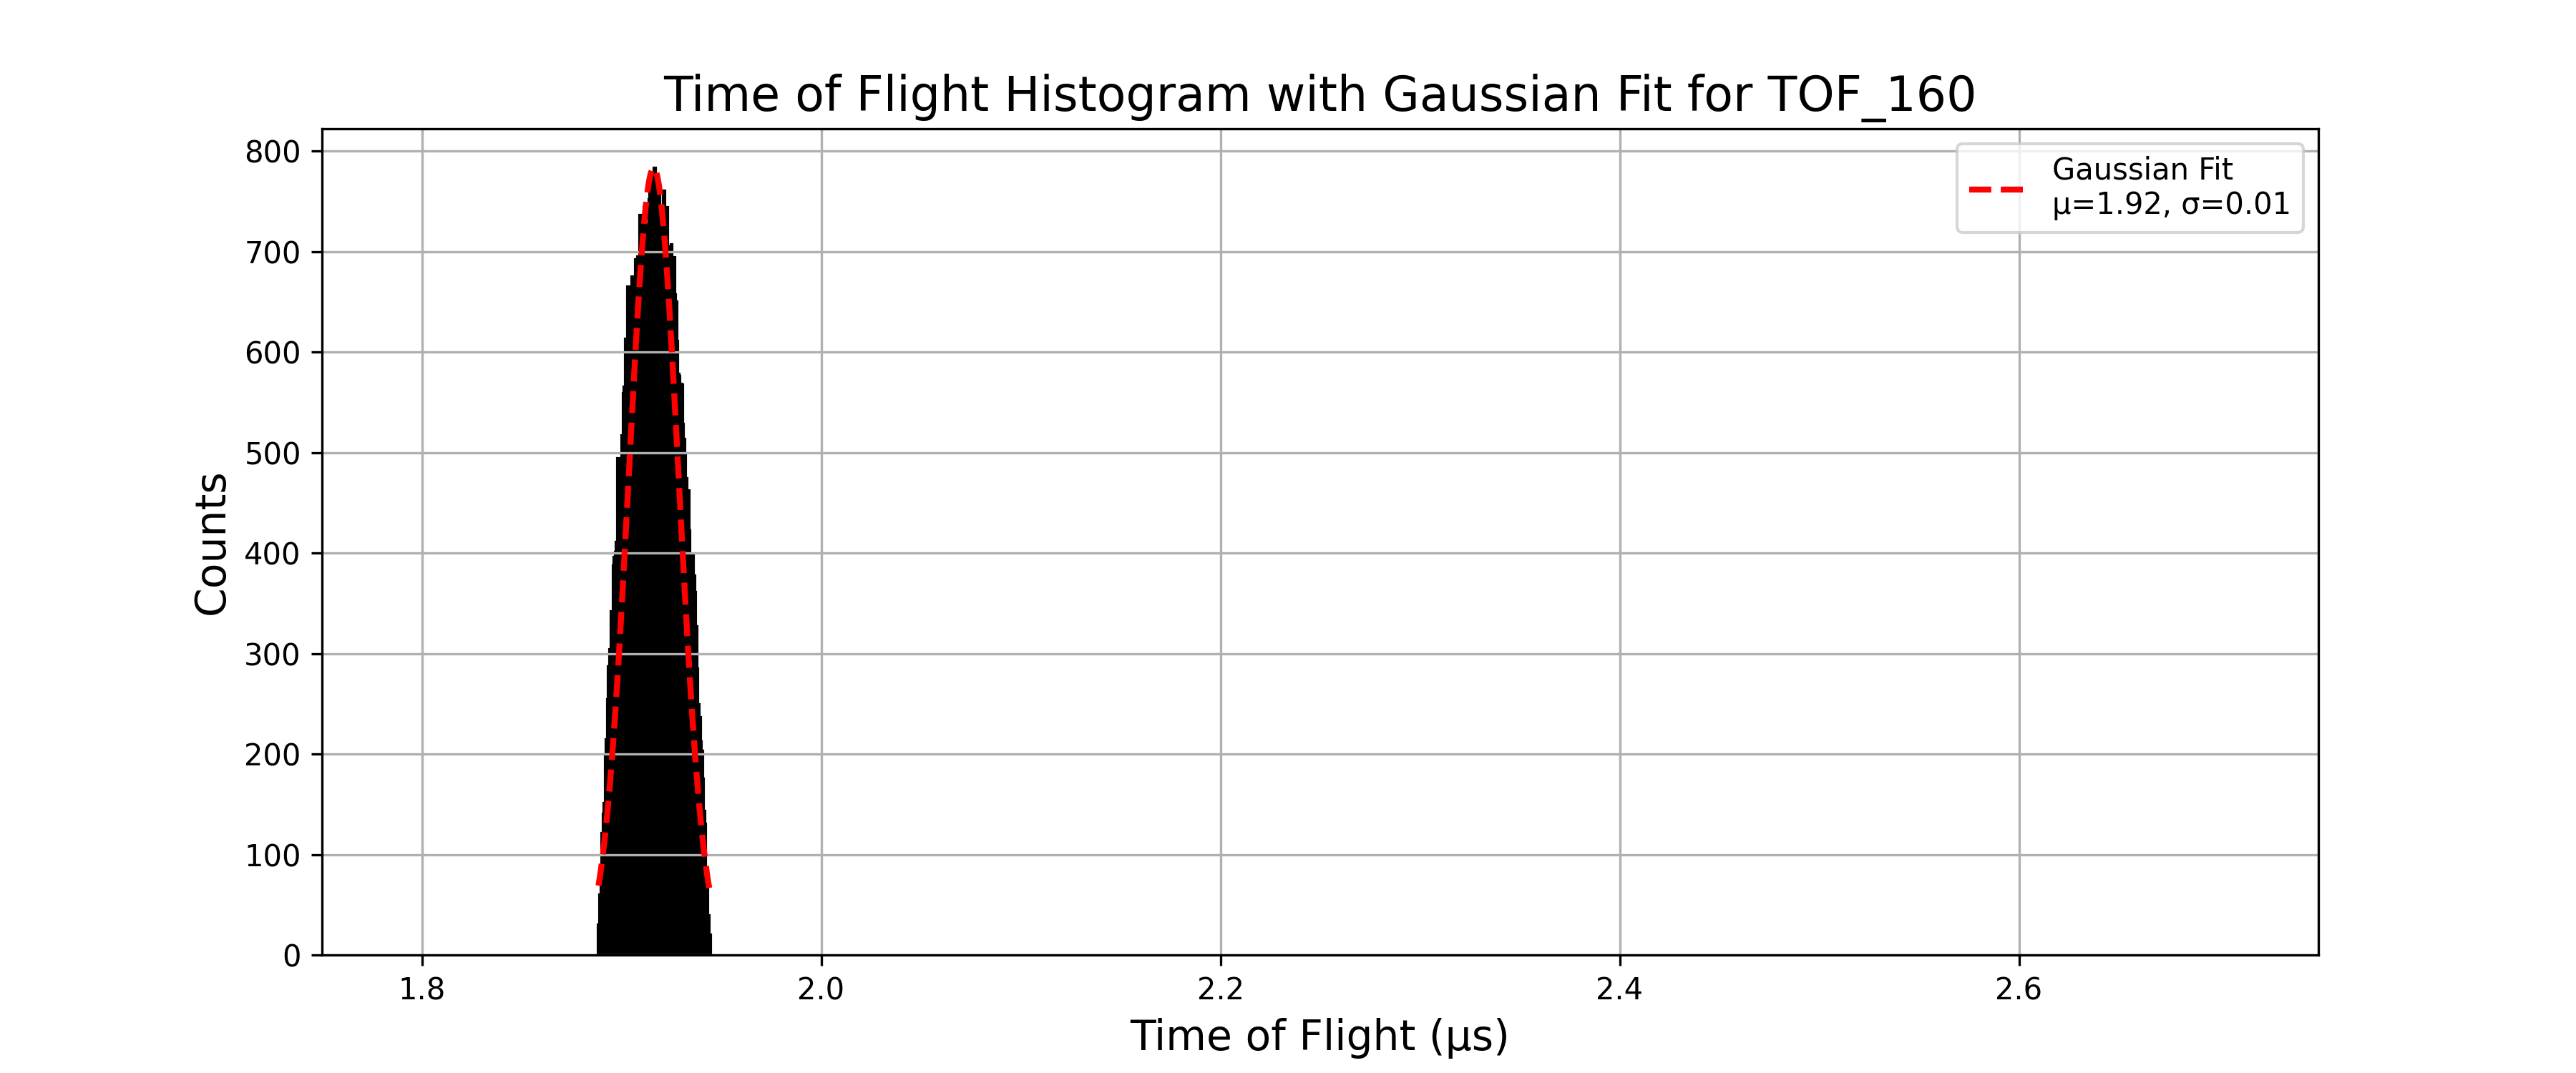 Time of Flight Histogram with Gaussian Fit for TOF_160
800
700
600
500
400
300
200
100
0
Counts
Gaussian Fit
μ=1.92, σ=0.01
1.8
2.0
2.2
2.4
2.6
Time of Flight (μs)